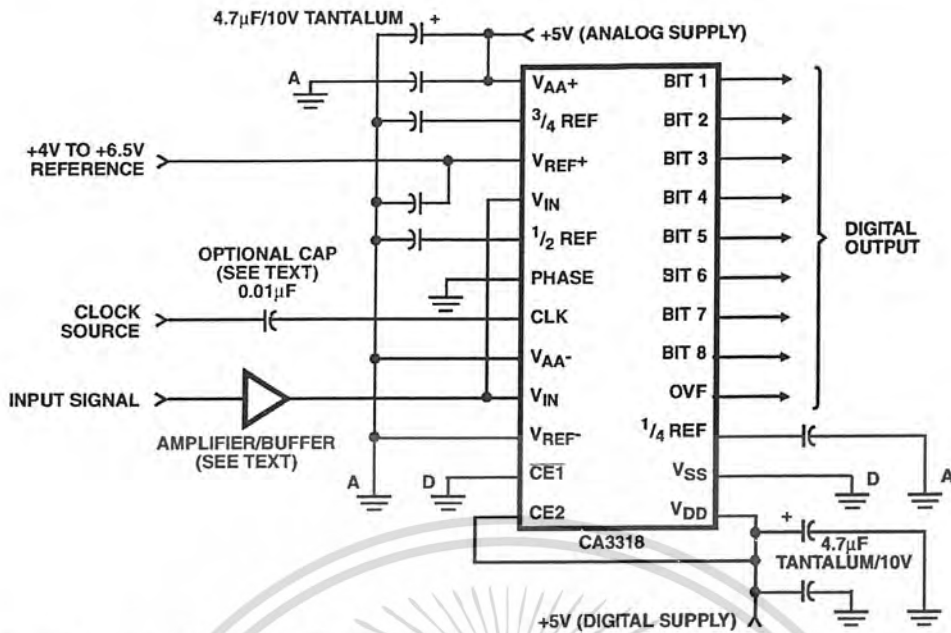 4.7µF/10V TANTALUM
+
+5V (ANALOG SUPPLY)
A
VAA+
BIT 1
3/4 REF
BIT 2
+4V TO +6.5V
REFERENCE
VREF+
BIT 3
VIN
BIT 4
1/2 REF
BIT 5
DIGITAL
OUTPUT
OPTIONAL CAP
(SEE TEXT)
0.01µF
PHASE
BIT 6
CLOCK
SOURCE
CLK
BIT 7
VAA-
BIT 8
INPUT SIGNAL
VIN
OVF
AMPLIFIER/BUFFER
(SEE TEXT)
VREF-
1/4 REF
A
D
CE1
VSS
D
A
CE2
VDD
+
CA3318
4.7µF
TANTALUM/10V
+5V (DIGITAL SUPPLY)